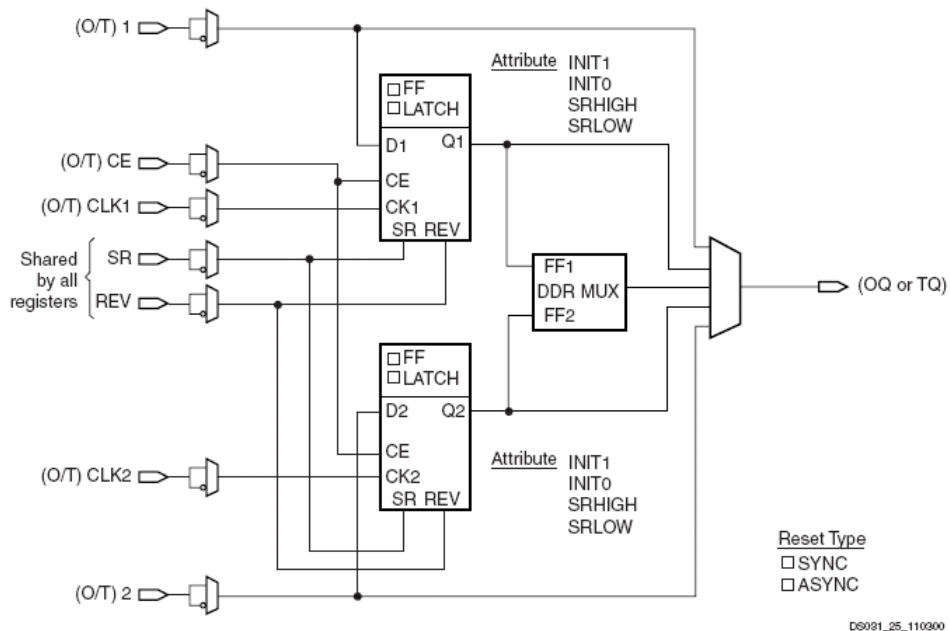 (O/T) 1
Attribute INIT1
INIT0
SRHIGH
SRLOW
FF
LATCH
D1 Q1
(O/T) CE
CE
(O/T) CLK1
CK1
SR REV
Shared
by all
registers
SR
REV
FF1
DDR MUX
FF2
(OQ or TQ)
FF
LATCH
D2 Q2
CE
(O/T) CLK2
CK2
SR REV
Attribute INIT1
INIT0
SRHIGH
SRLOW
Reset Type
SYNC
ASYNC
(O/T) 2
DS031_25_110300